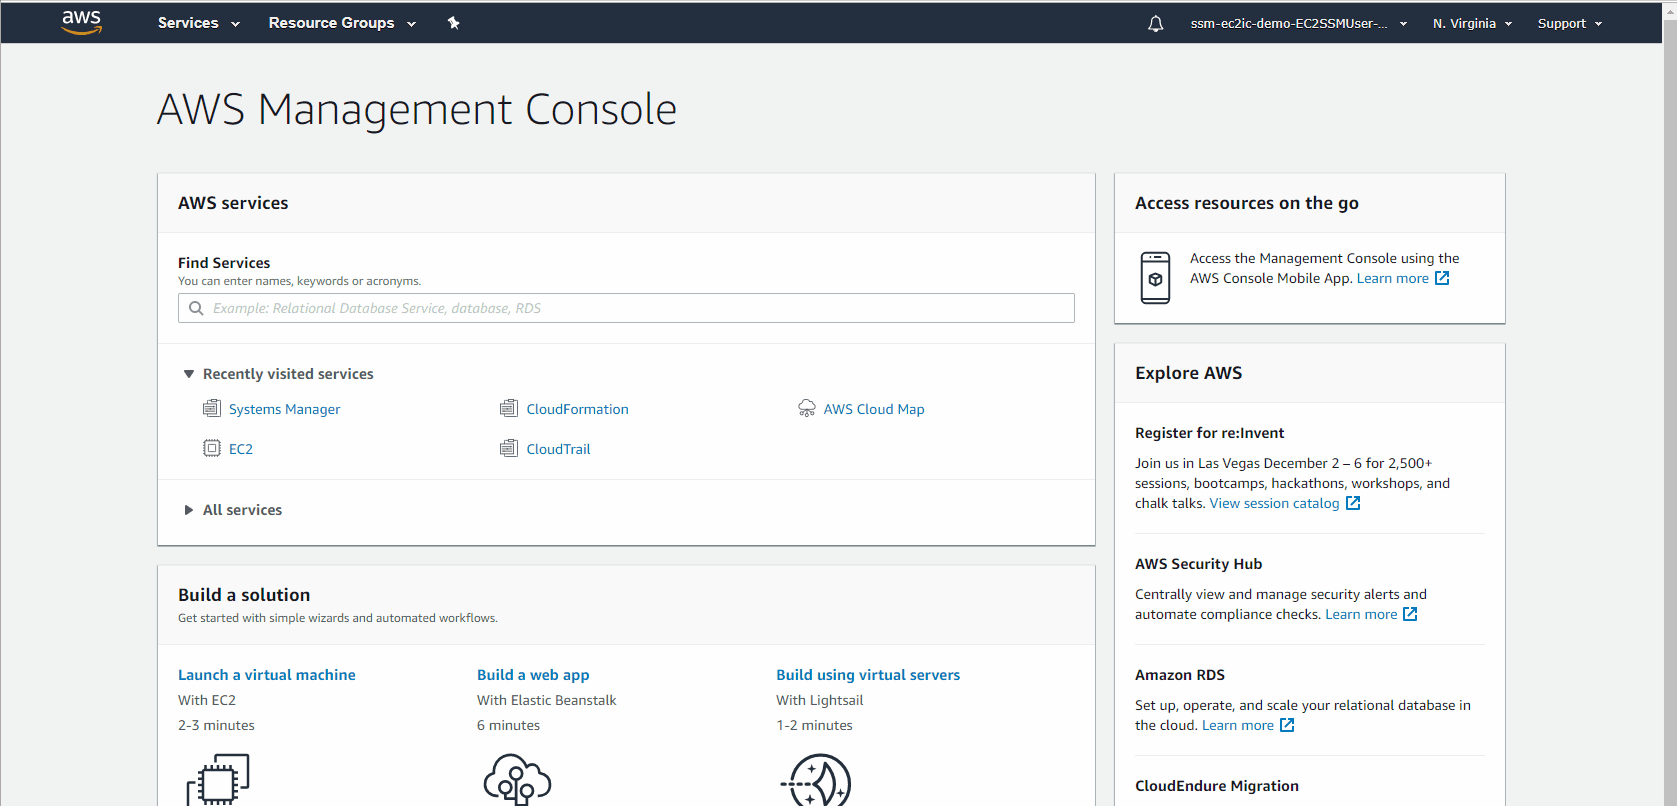 aws
Services
Resource Groups
ssm-ec2ic-demo-EC2SSMUser-...
N. Virginia
Support
AWS Management Console
AWS services
Find Services
You can enter names, keywords or acronyms.
Example: Relational Database Service, database, RDS
Recently visited services
Systems Manager
CloudFormation
AWS Cloud Map
EC2
CloudTrail
All services
Build a solution
Get started with simple wizards and automated workflows.
Launch a virtual machine
With EC2
2-3 minutes
Build a web app
With Elastic Beanstalk
6 minutes
Build using virtual servers
With Lightsail
1-2 minutes
Access resources on the go
Access the Management Console using the
AWS Console Mobile App. Learn more
Explore AWS
Register for re:Invent
Join us in Las Vegas December 2 – 6 for 2,500+
sessions, bootcamps, hackathons, workshops, and
chalk talks. View session catalog
AWS Security Hub
Centrally view and manage security alerts and
automate compliance checks. Learn more
Amazon RDS
Set up, operate, and scale your relational database in
the cloud. Learn more
CloudEndure Migration